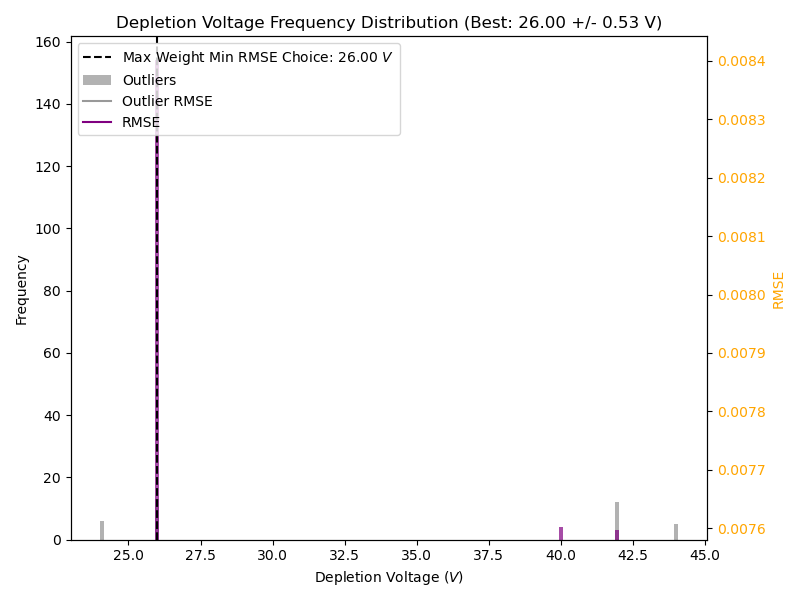 Depletion Voltage Frequency Distribution (Best: 26.00 +/- 0.53 V)
Max Weight Min RMSE Choice: 26.00 V
Outliers
Outlier RMSE
RMSE
160
140
120
100
80
60
40
20
0
Frequency
0.0084
0.0083
0.0082
0.0081
0.0080
0.0079
0.0078
0.0077
0.0076
RMSE
25.0 27.5 30.0 32.5 35.0 37.5 40.0 42.5 45.0
Depletion Voltage (V)